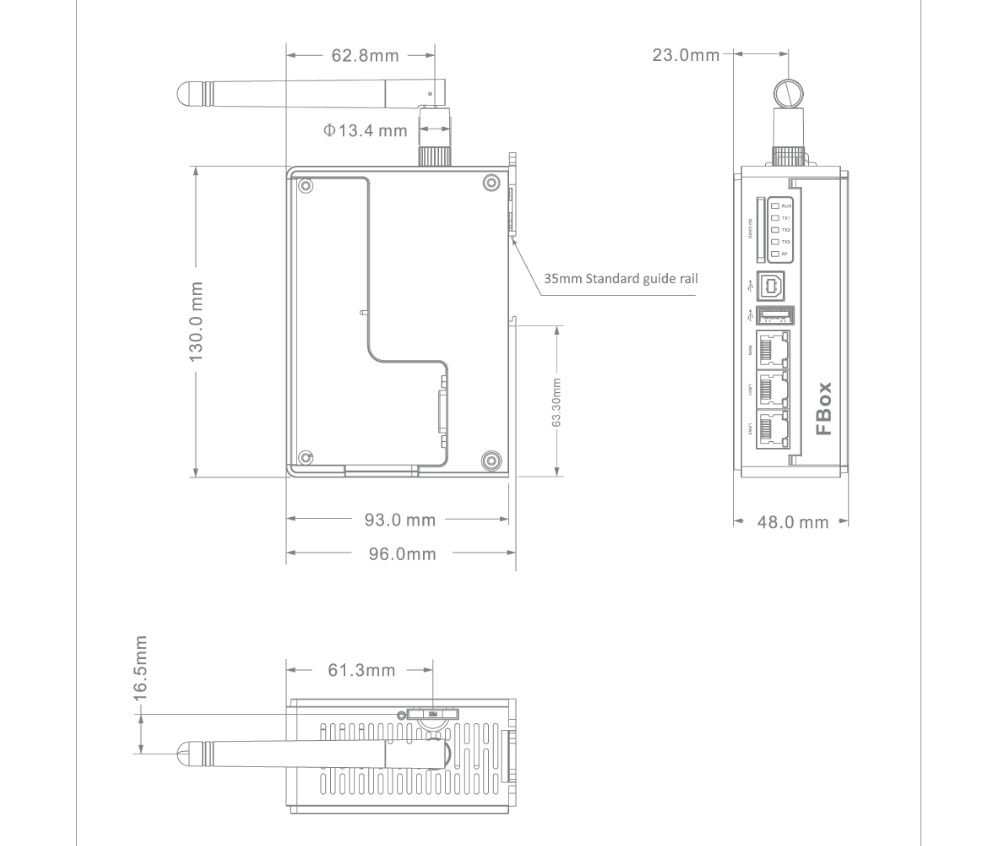 62.8mm
23.0mm
Φ13.4 mm
RUN
TX1
TX2
TX3
RF
SD CARD
35mm Standard guide rail
130.0 mm
63.30mm
WAN
LAN1
LAN2
FBox
93.0 mm
48.0 mm
96.0mm
16.5mm
61.3mm